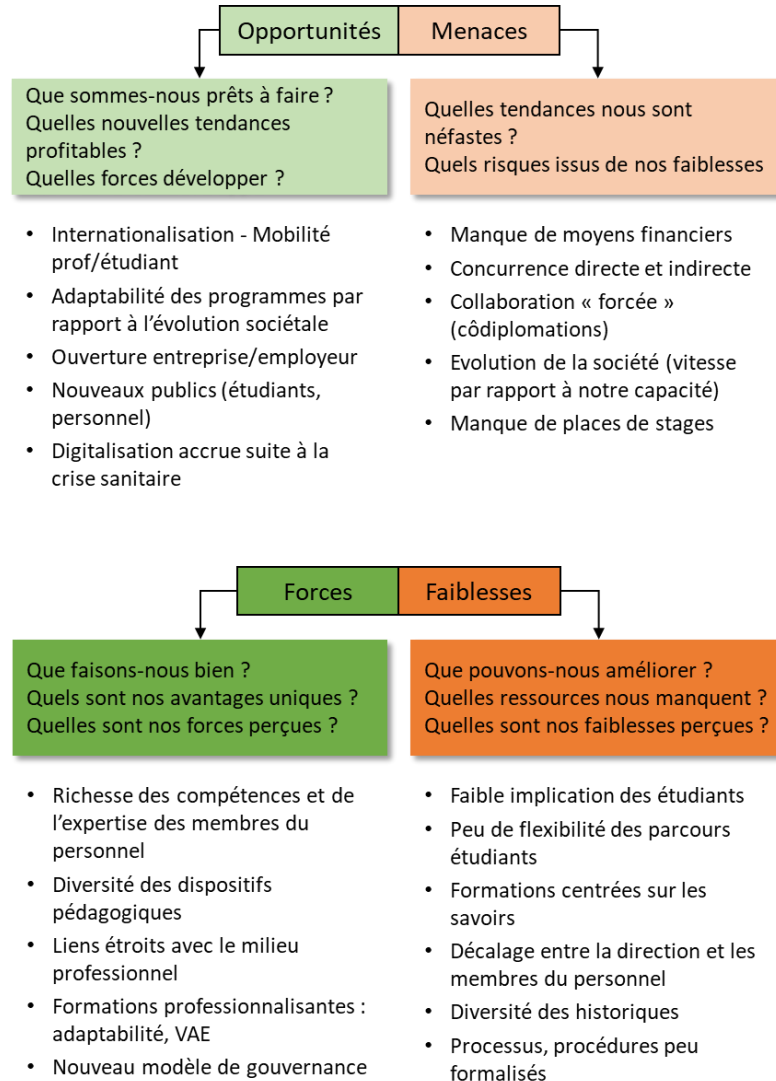 Opportunités
Menaces
Que sommes-nous prêts à faire ?
Quelles nouvelles tendances
profitables ?
Quelles forces développer ?
Quelles tendances nous sont
néfastes ?
Quels risques issus de nos faiblesses
• Internationalisation - Mobilité
prof/étudiant
• Adaptabilité des programmes par
rapport à l’évolution sociétale
• Ouverture entreprise/employeur
• Nouveaux publics (étudiants,
personnel)
• Digitalisation accrue suite à la
crise sanitaire
• Manque de moyens financiers
• Concurrence directe et indirecte
• Collaboration « forcée »
(côdiplomations)
• Evolution de la société (vitesse
par rapport à notre capacité)
• Manque de places de stages
Forces
Faiblesses
Que faisons-nous bien ?
Quels sont nos avantages uniques ?
Quelles sont nos forces perçues ?
Que pouvons-nous améliorer ?
Quelles ressources nous manquent ?
Quelles sont nos faiblesses perçues ?
• Richesse des compétences et de
l’expertise des membres du
personnel
• Diversité des dispositifs
pédagogiques
• Liens étroits avec le milieu
professionnel
• Formations professionnalisantes :
adaptabilité, VAE
• Nouveau modèle de gouvernance
• Faible implication des étudiants
• Peu de flexibilité des parcours
étudiants
• Formations centrées sur les
savoirs
• Décalage entre la direction et les
membres du personnel
• Diversité des historiques
• Processus, procédures peu
formalisés